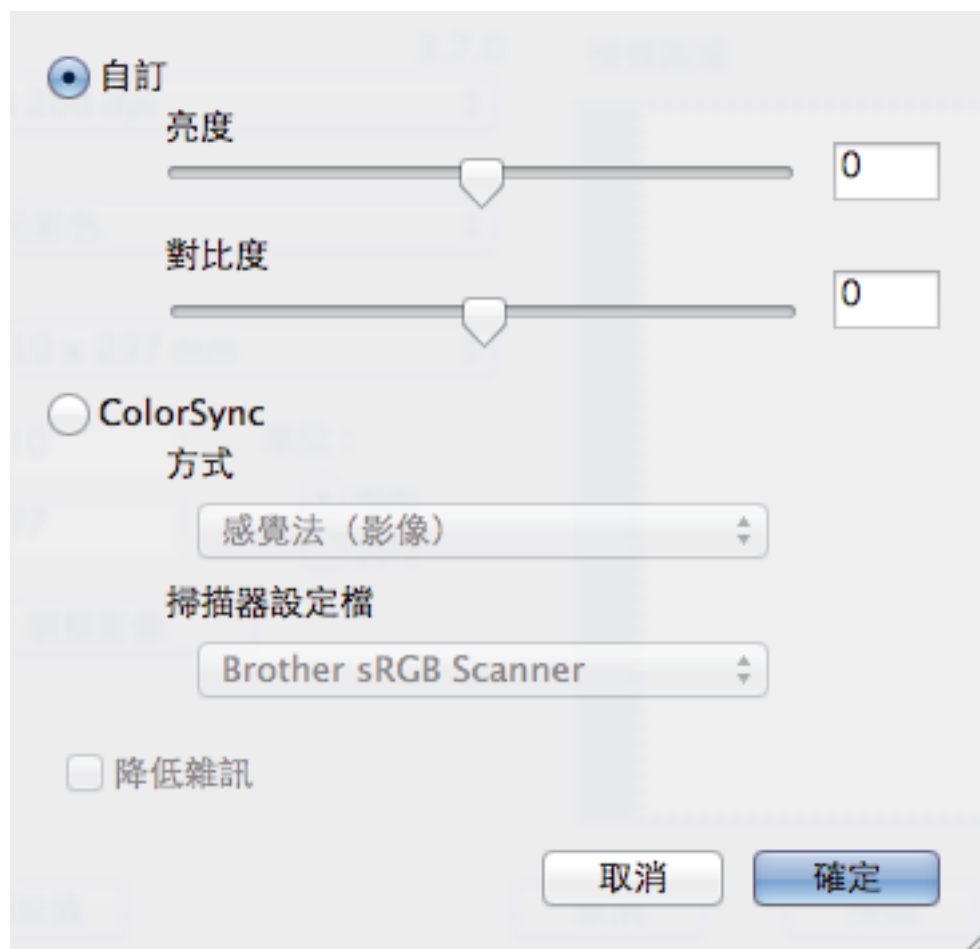 自訂
亮度
0
對比度
0
ColorSync
方式
感覺法（影像）
掃描器設定檔
Brother sRGB Scanner
降低雜訊
取消
確定